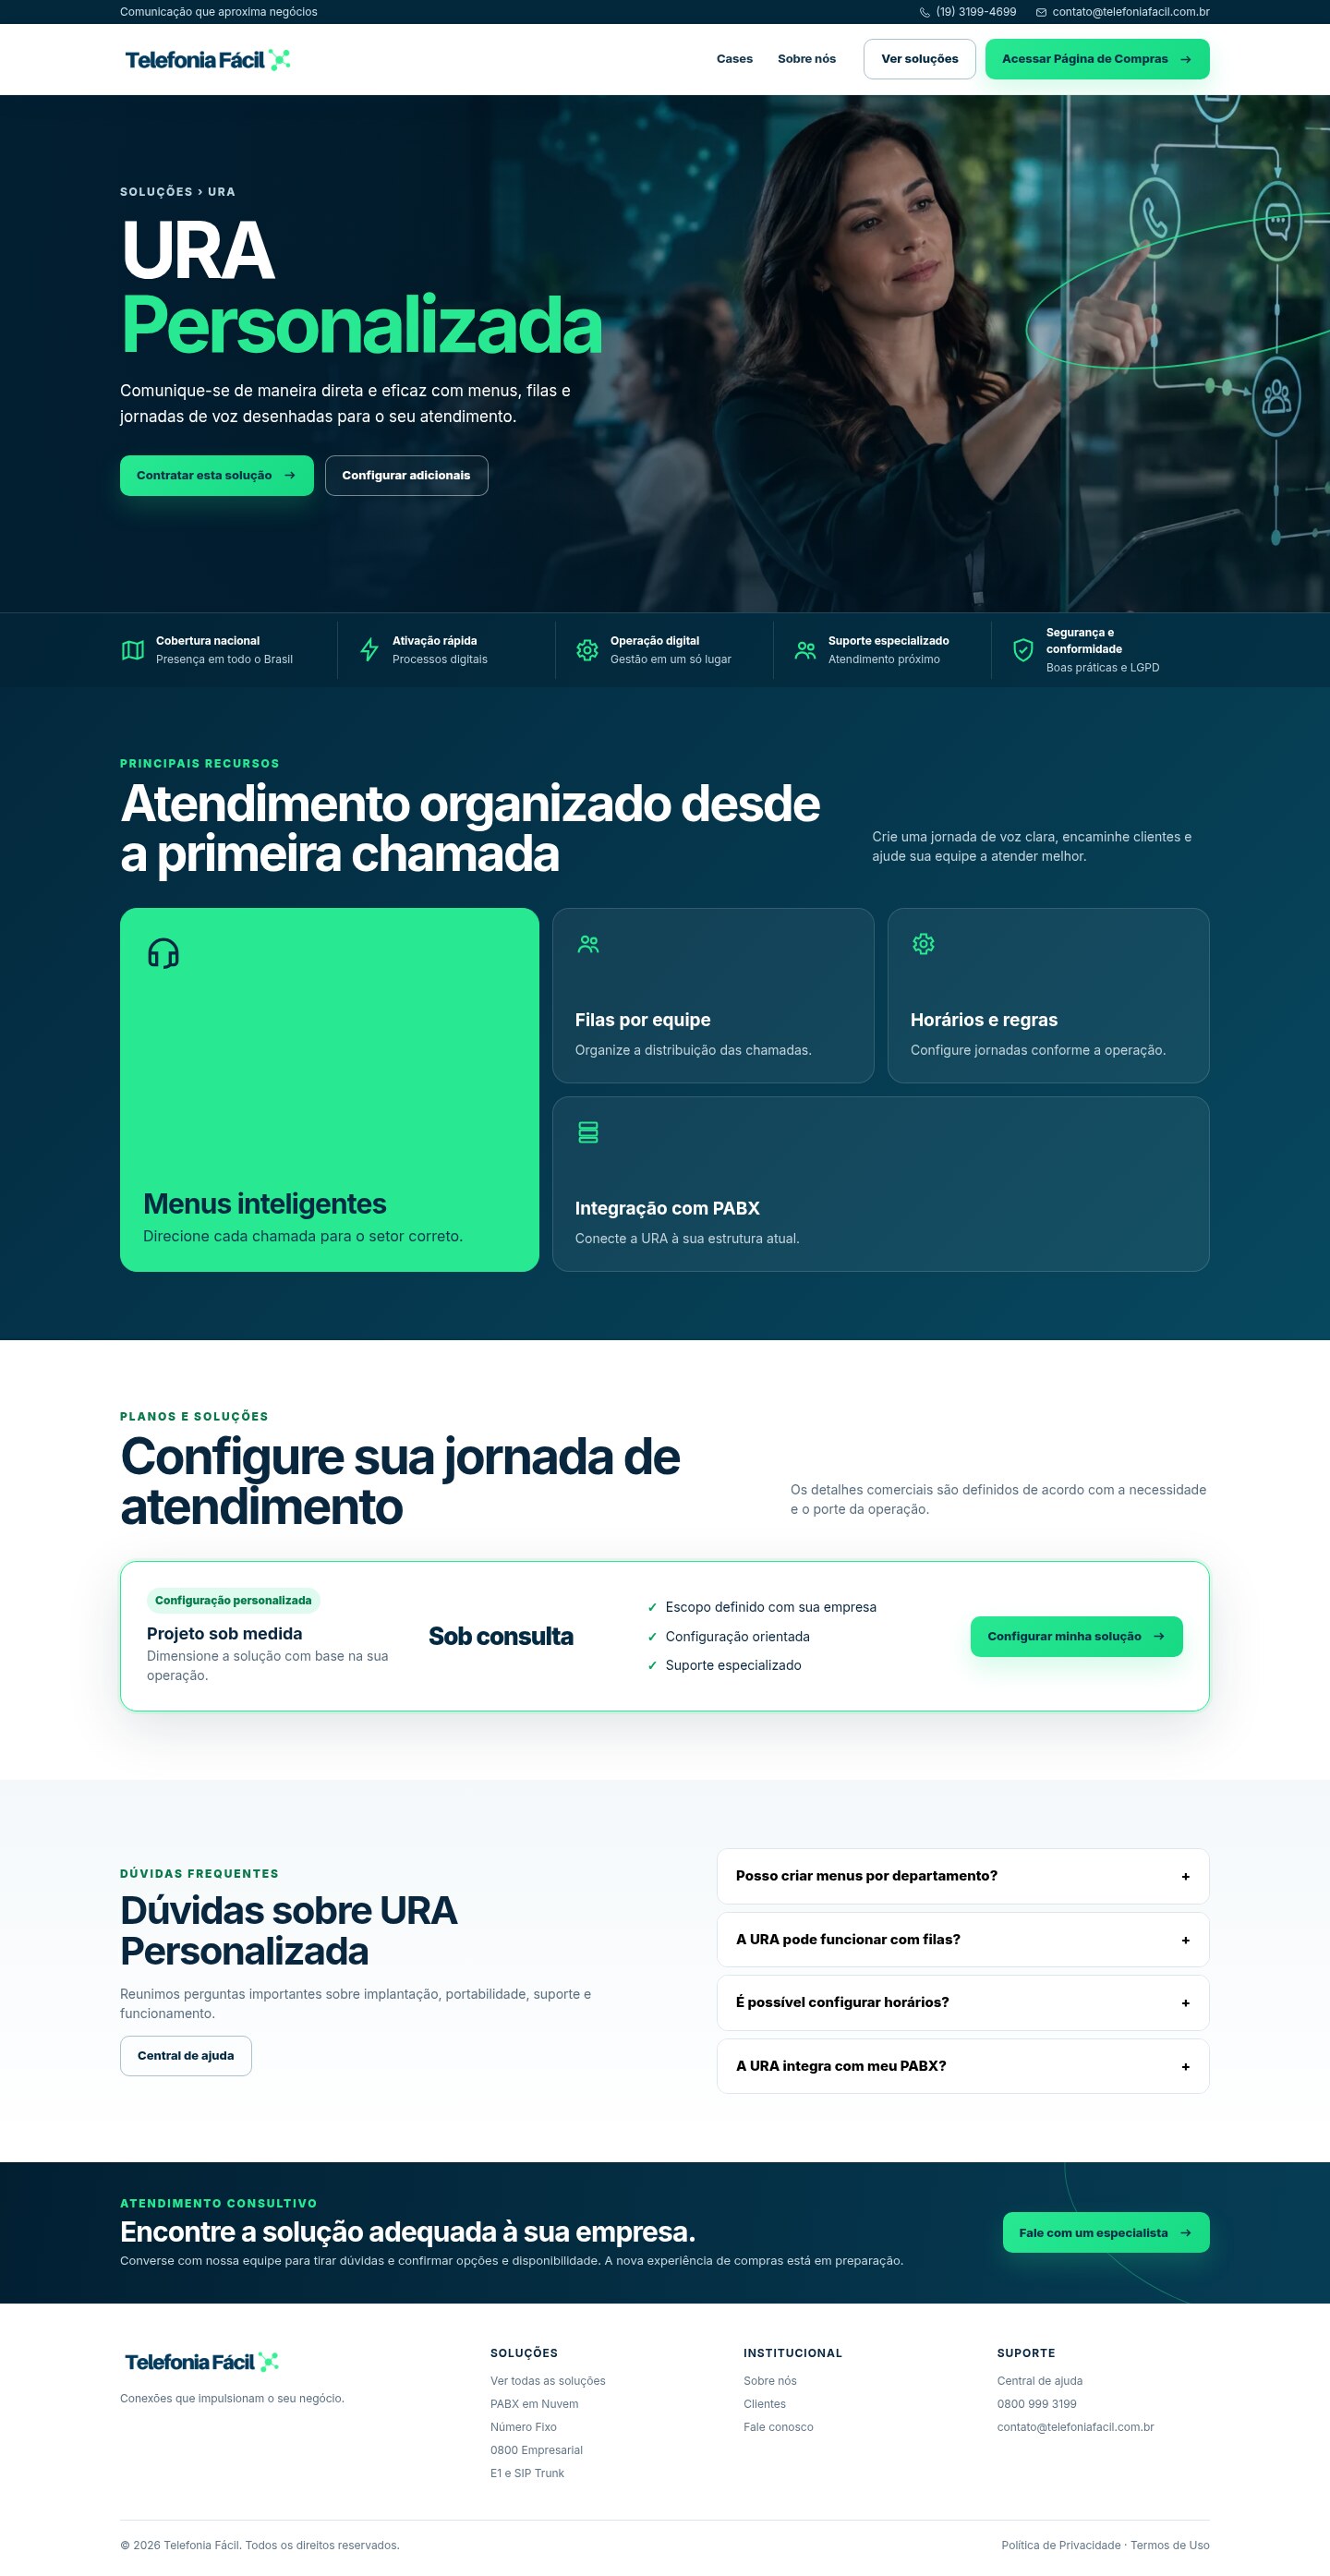 Comunicação que aproxima negócios
(19) 3199-4699
contato@telefoniafacil.com.br
Telefonia Fácil
Cases
Sobre nós
Ver soluções
Acessar Página de Compras →
SOLUÇÕES › URA
URA
Personalizada
Comunique-se de maneira direta e eficaz com menus, filas e
jornadas de voz desenhadas para o seu atendimento.
Contratar esta solução →
Configurar adicionais
Cobertura nacional
Presença em todo o Brasil
Ativação rápida
Processos digitais
Operação digital
Gestão em um só lugar
Suporte especializado
Atendimento próximo
Segurança e
conformidade
Boas práticas e LGPD
PRINCIPAIS RECURSOS
Atendimento organizado desde
a primeira chamada
Crie uma jornada de voz clara, encaminhe clientes e
ajude sua equipe a atender melhor.
Menus inteligentes
Direcione cada chamada para o setor correto.
Filas por equipe
Organize a distribuição das chamadas.
Horários e regras
Configure jornadas conforme a operação.
Integração com PABX
Conecte a URA à sua estrutura atual.
PLANOS E SOLUÇÕES
Configure sua jornada de
atendimento
Os detalhes comerciais são definidos de acordo com a necessidade
e o porte da operação.
Configuração personalizada
Projeto sob medida
Dimensione a solução com base na sua
operação.
Sob consulta
✓ Escopo definido com sua empresa
✓ Configuração orientada
✓ Suporte especializado
Configurar minha solução →
DÚVIDAS FREQUENTES
Dúvidas sobre URA
Personalizada
Reunimos perguntas importantes sobre implantação, portabilidade, suporte e
funcionamento.
Central de ajuda
Posso criar menus por departamento? +
A URA pode funcionar com filas? +
É possível configurar horários? +
A URA integra com meu PABX? +
ATENDIMENTO CONSULTIVO
Encontre a solução adequada à sua empresa.
Converse com nossa equipe para tirar dúvidas e confirmar opções e disponibilidade. A nova experiência de compras está em preparação.
Fale com um especialista →
Telefonia Fácil
Conexões que impulsionam o seu negócio.
SOLUÇÕES
Ver todas as soluções
PABX em Nuvem
Número Fixo
0800 Empresarial
E1 e SIP Trunk
INSTITUCIONAL
Sobre nós
Clientes
Fale conosco
SUPORTE
Central de ajuda
0800 999 3199
contato@telefoniafacil.com.br
© 2026 Telefonia Fácil. Todos os direitos reservados.
Política de Privacidade · Termos de Uso